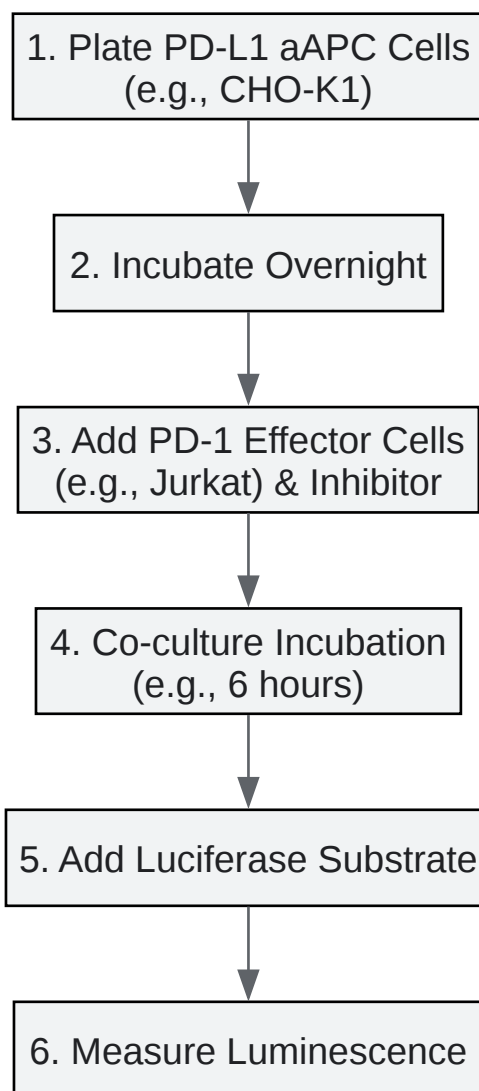 1. Plate PD-L1 aAPC Cells
(e.g., CHO-K1)
2. Incubate Overnight
3. Add PD-1 Effector Cells
(e.g., Jurkat) & Inhibitor
4. Co-culture Incubation
(e.g., 6 hours)
5. Add Luciferase Substrate
6. Measure Luminescence